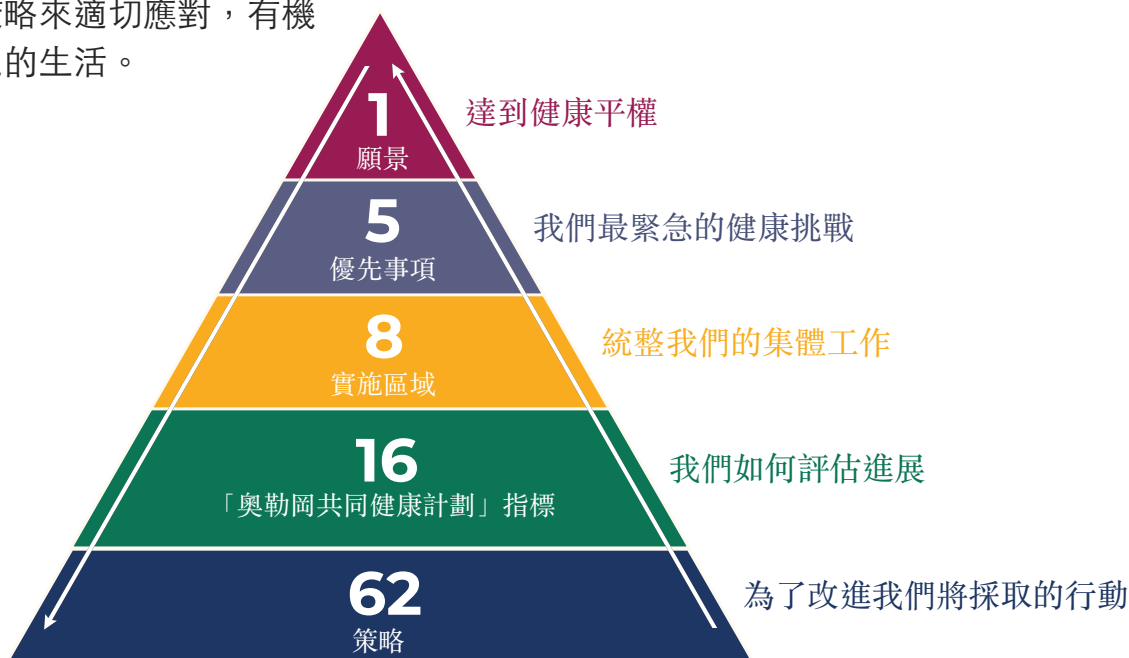 略來適切應對，有機
的生活。
1
願景
達到健康平權
5
優先事項
我們最緊急的健康挑戰
8
實施區域
統整我們的集體工作
16
「奧勒岡共同健康計劃」指標
我們如何評估進展
62
策略
為了改進我們將採取的行動